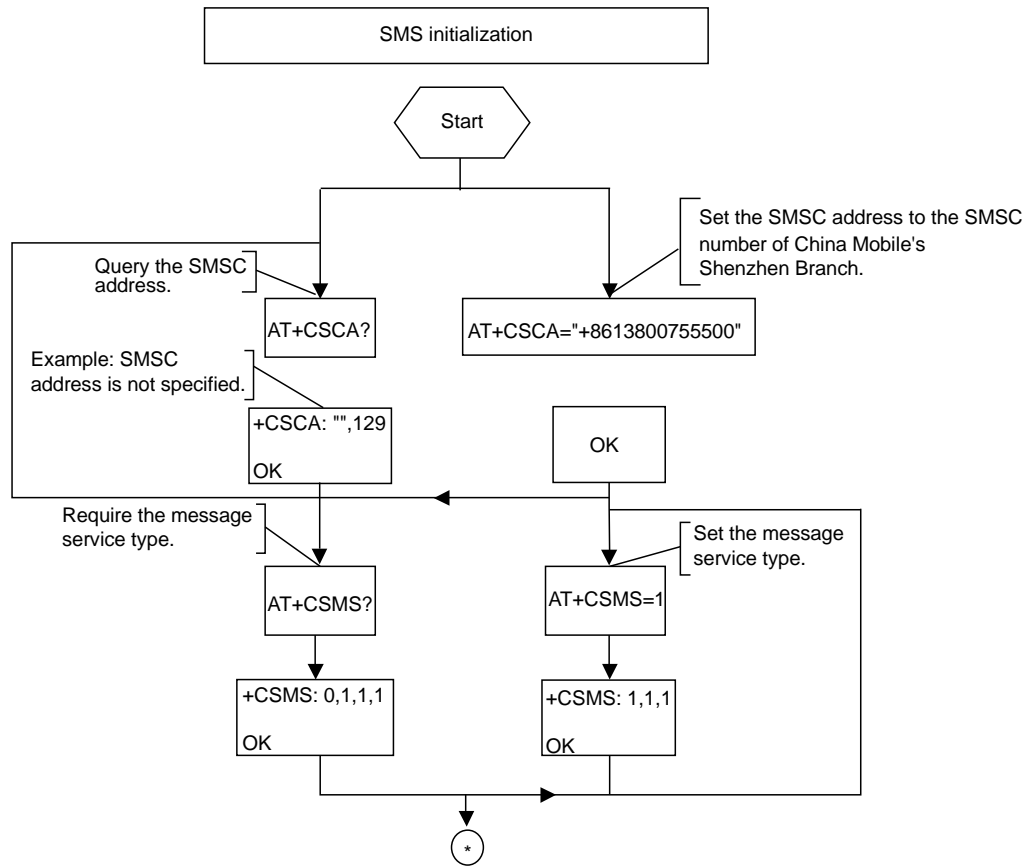 SMS initialization
Start
Set the SMSC address to the SMSC
number of China Mobile's
Shenzhen Branch.
Query the SMSC
address.
AT+CSCA?
AT+CSCA="+8613800755500"
Example: SMSC
address is not specified.
+CSCA: "",129
OK
OK
Require the message
service type.
Set the message
service type.
AT+CSMS?
AT+CSMS=1
+CSMS: 0,1,1,1
OK
+CSMS: 1,1,1
OK
*